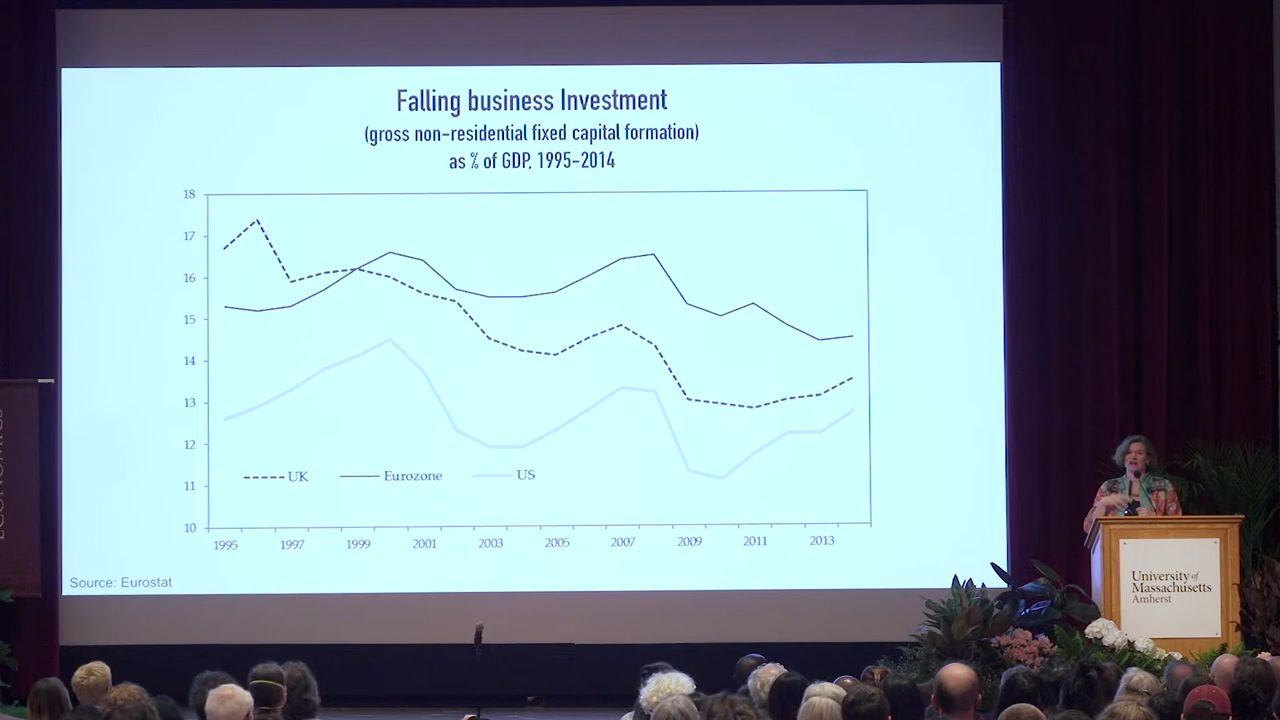 Falling business Investment
(gross non-residential fixed capital formation)
as % of GDP, 1995-2014
18
17
16
15
14
13
12
11
10
UK
Eurozone
US
1995
1997
1999
2001
2003
2005
2007
2009
2011
2013
Source: Eurostat
ECONOMICS
University of
Massachusetts
Amherst